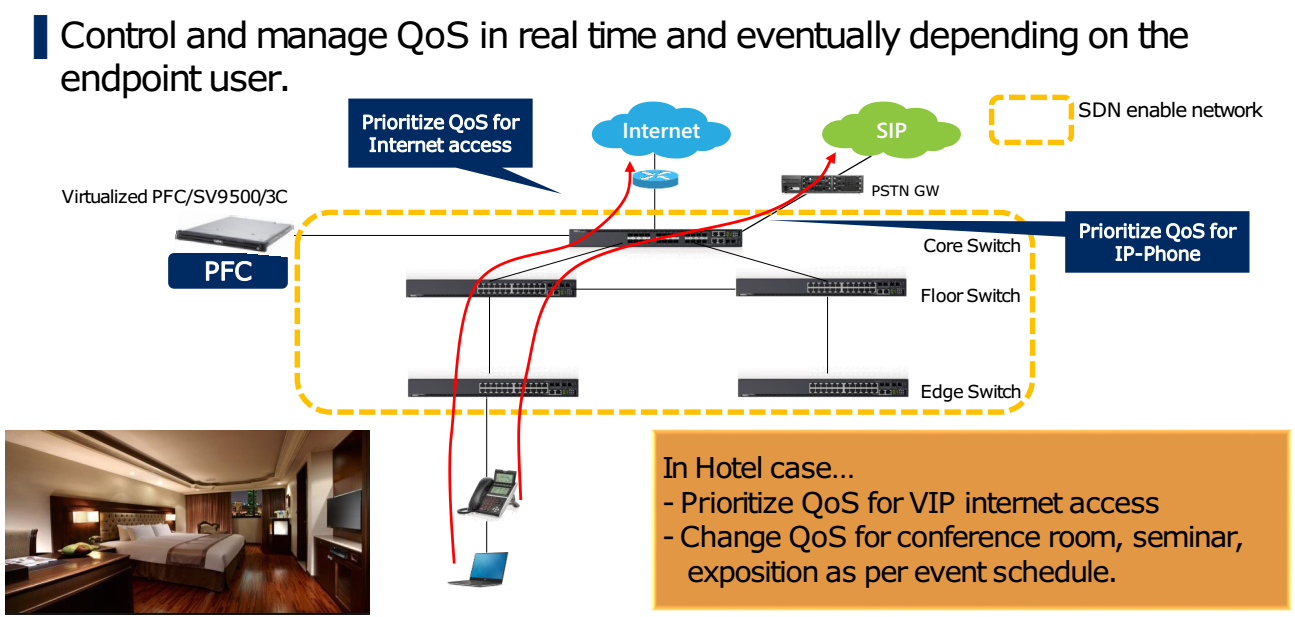 Control and manage QoS in real time and eventually depending on the
endpoint user.
Prioritize QoS for
Internet access
Internet
SIP
SDN enable network
Virtualized PFC/SV9500/3C
PSTN GW
PFC
Core Switch
Prioritize QoS for
IP-Phone
Floor Switch
Edge Switch
In Hotel case...
- Prioritize QoS for VIP internet access
- Change QoS for conference room, seminar,
exposition as per event schedule.